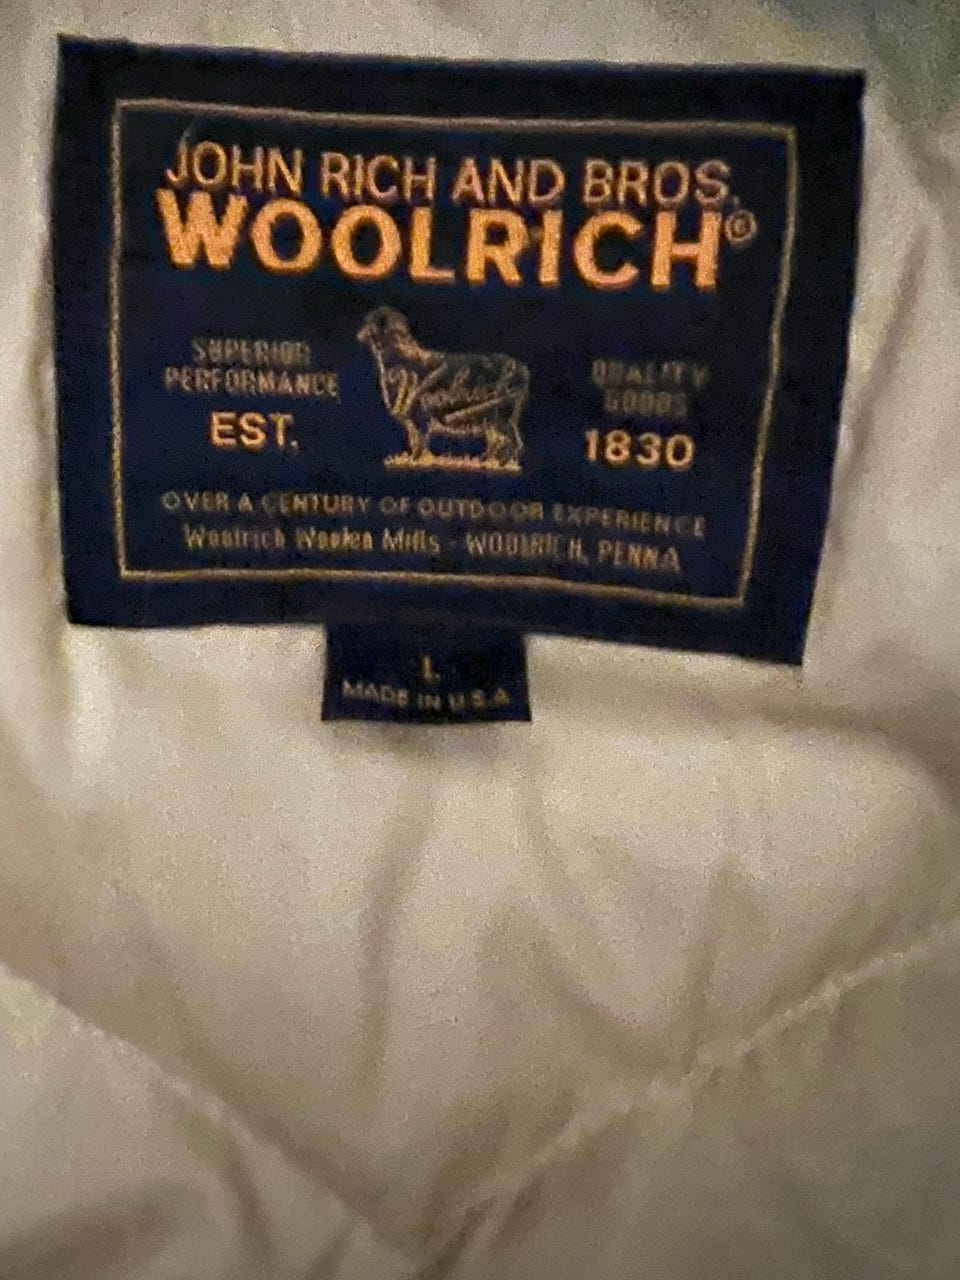 JOHN RICH AND BROS.
WOOLRICH®
SUPERIOR
PERFORMANCE
EST.
Woolrich
QUALITY
GOODS
1830
OVER A CENTURY OF OUTDOOR EXPERIENCE
Woolrich Woolen Mills - WOOLRICH, PENNA
L
MADE IN U.S.A